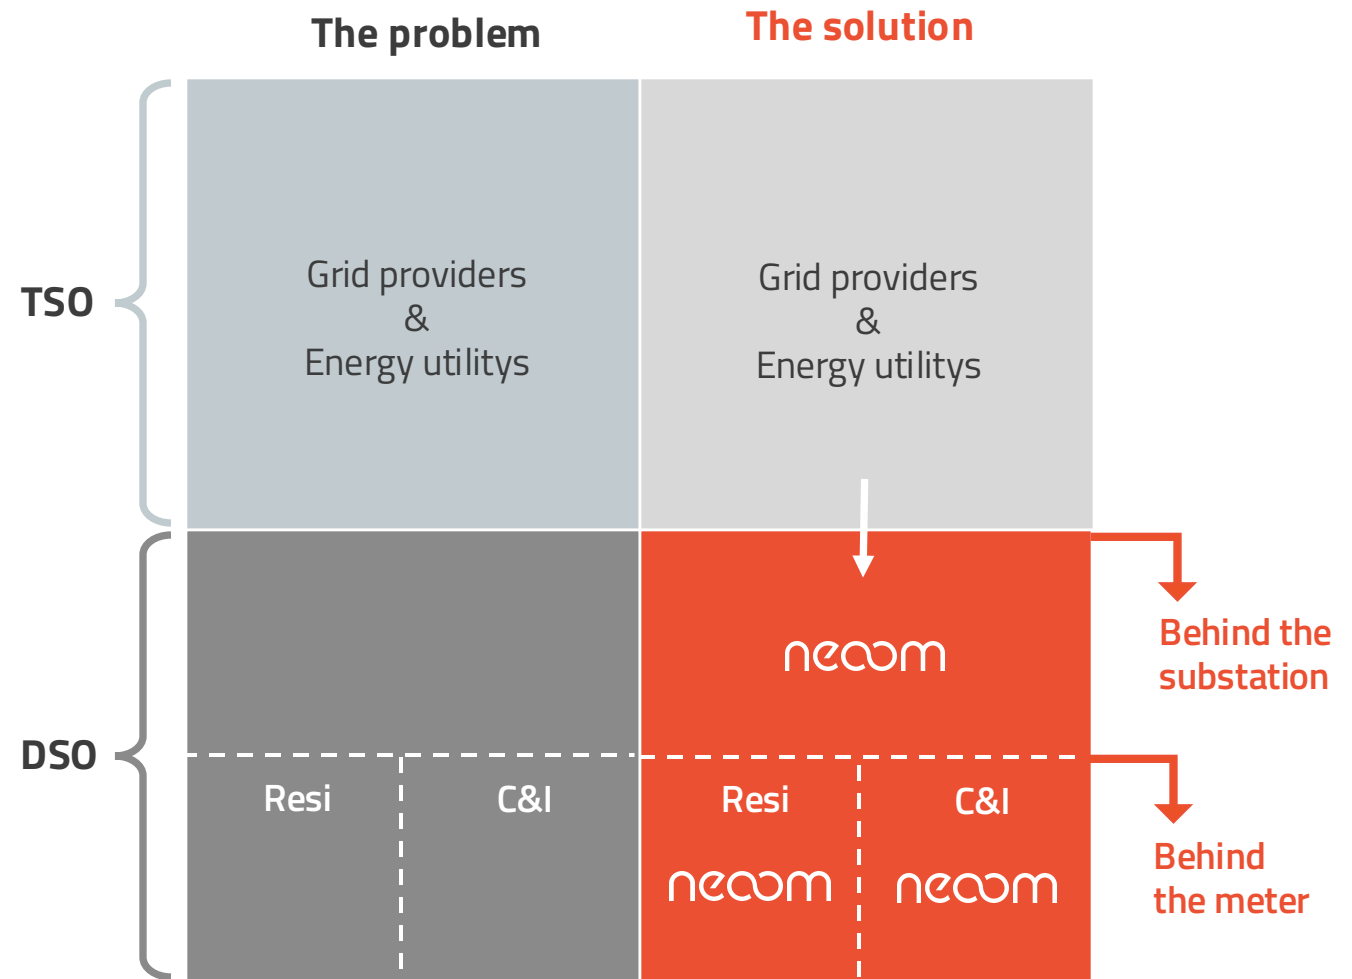 The problem
The solution
TSO
Grid providers
&
Energy utilitys
Grid providers
&
Energy utilitys
DSO
neoom
Behind the
substation
Resi
C&I
Resi
C&I
neoom
neoom
Behind
the meter